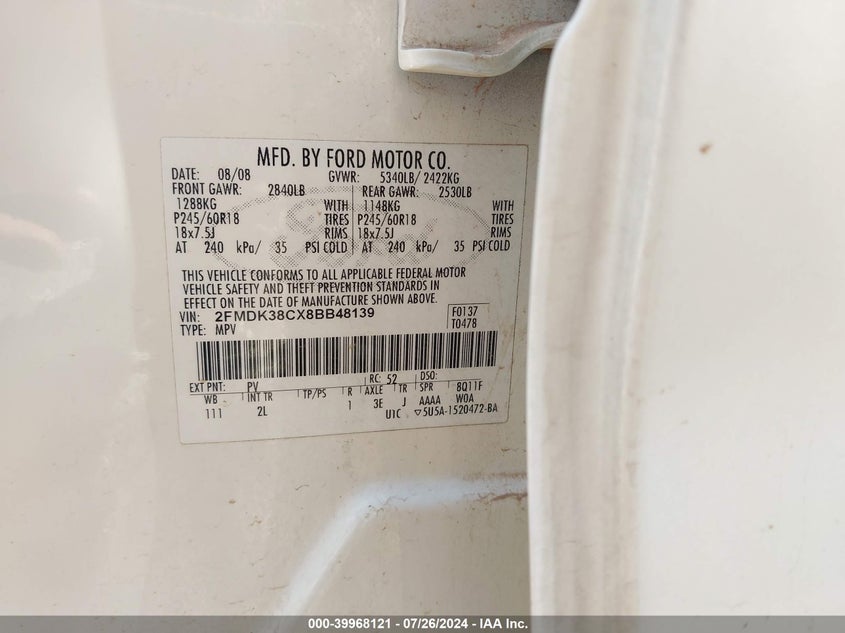 MFD. BY FORD MOTOR CO.
DATE: 08/08 GVWR: 5340LB/ 2422KG
FRONT GAWR: 2840LB REAR GAWR: 2530LB
1288KG WITH 1148KG WITH
P245/60R18 TIRES P245/60R18 TIRES
18x7.5J RIMS 18x7.5J RIMS
AT 240 kPa/ 35 PSI COLD AT 240 kPa/ 35 PSI COLD
Ford
THIS VEHICLE CONFORMS TO ALL APPLICABLE FEDERAL MOTOR
VEHICLE SAFETY AND THEFT PREVENTION STANDARDS IN
EFFECT ON THE DATE OF MANUFACTURE SHOWN ABOVE.
VIN: 2FMDK38CX8BB48139 F0137
TYPE: MPV T0478
EXT PNT: PV RC: 52 DSO:
WB INT TR TP/PS R AXLE TR SPR 8Q11F
111 2L 1 3E J AAAA W0A
UTC ▽5U5A-1520472-BA
000-39968121 - 07/26/2024 - IAA Inc.